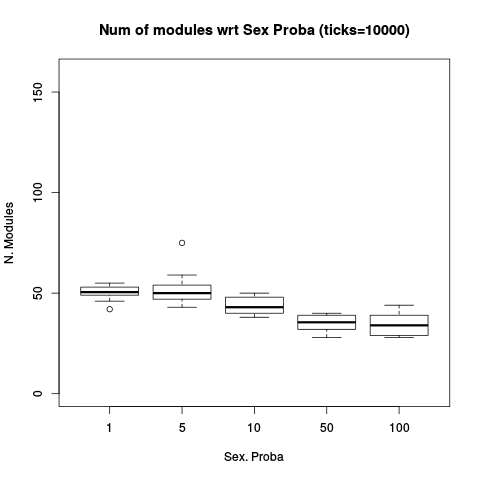 Num of modules wrt Sex Proba (ticks=10000)
N. Modules
150
100
50
0
1 5 10 50 100
Sex. Proba